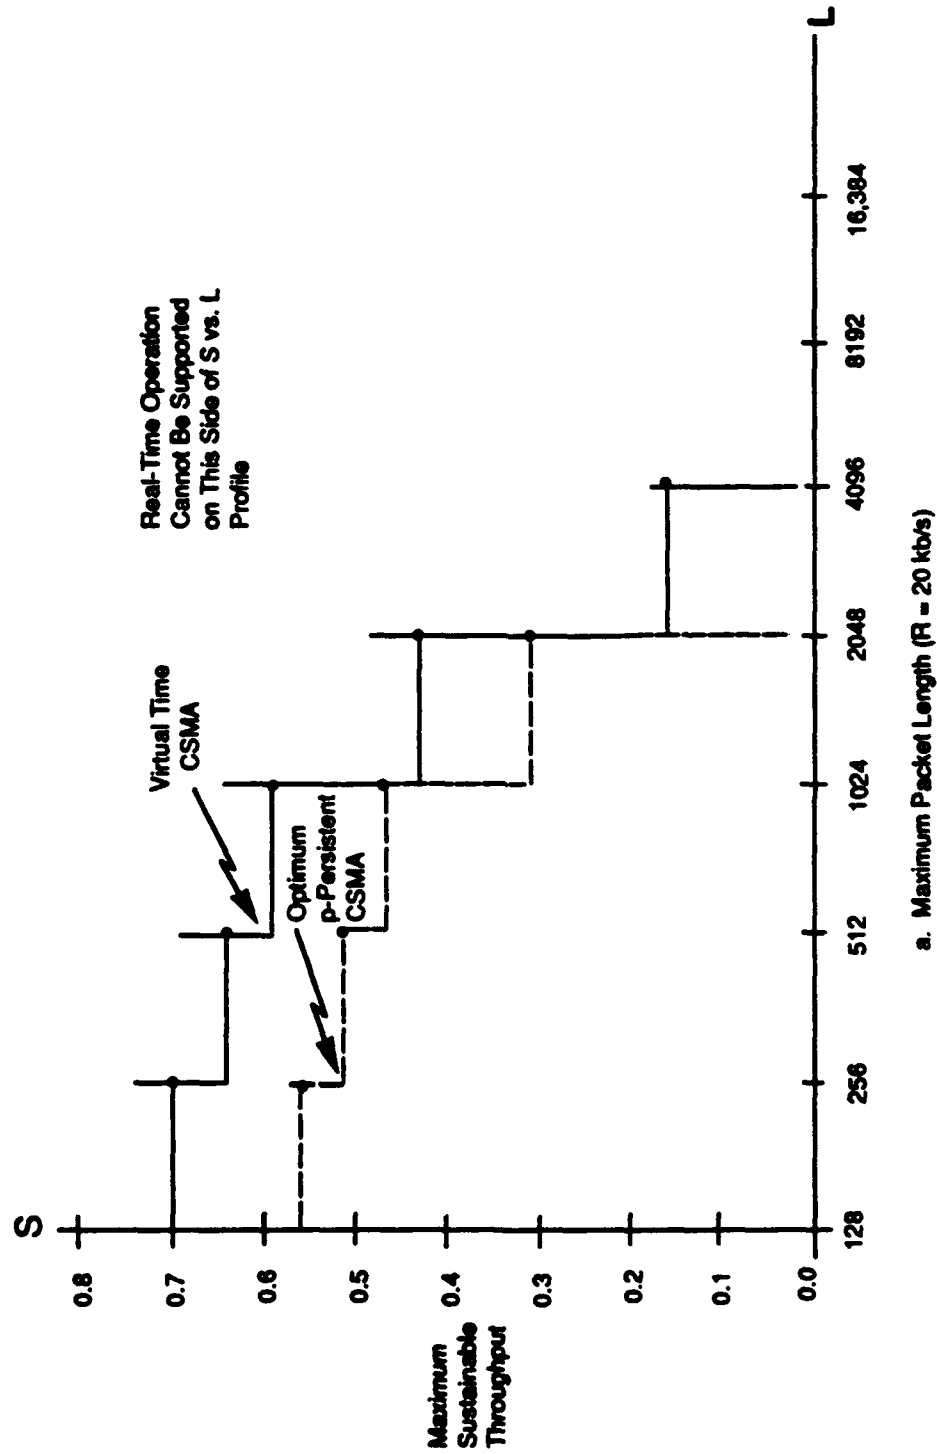 S
0.8
0.7
0.6
0.5
0.4
0.3
0.2
0.1
0.0
Maximum
Sustainable
Throughput
Virtual Time
CSMA
Optimum
p-Persistent
CSMA
Real-Time Operation
Cannot Be Supported
on This Side of S vs. L
Profile
128
256
512
1024
2048
4096
8192
16,384
L
a. Maximum Packet Length (R = 20 kb/s)